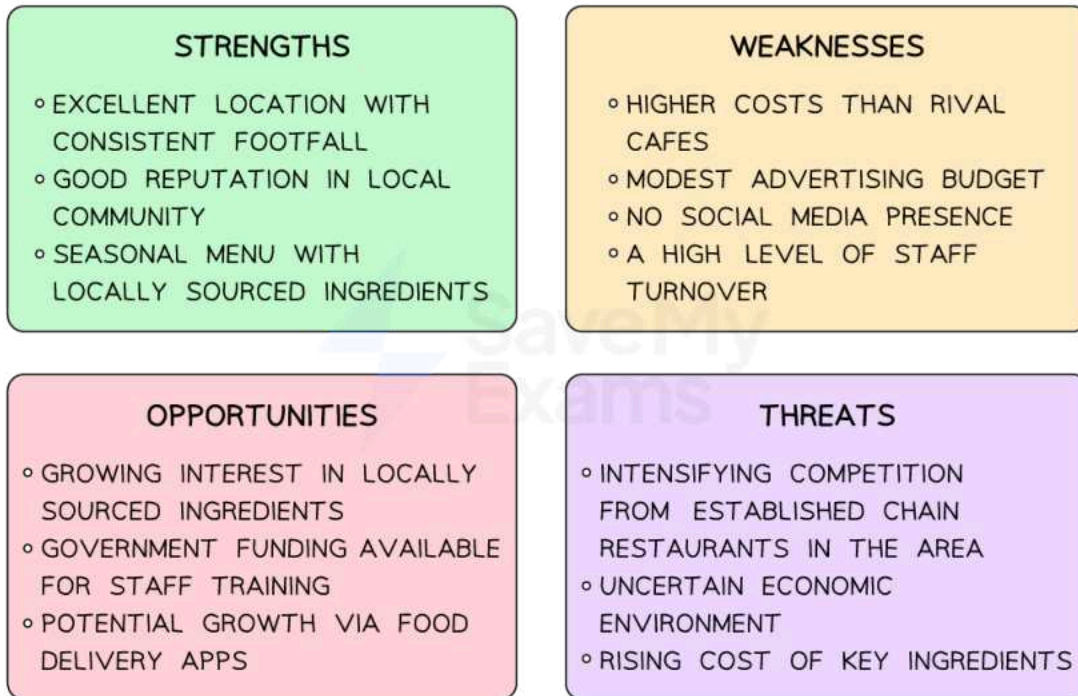 STRENGTHS
○ EXCELLENT LOCATION WITH
CONSISTENT FOOTFALL
○ GOOD REPUTATION IN LOCAL
COMMUNITY
○ SEASONAL MENU WITH
LOCALLY SOURCED INGREDIENTS
WEAKNESSES
○ HIGHER COSTS THAN RIVAL
CAFES
○ MODEST ADVERTISING BUDGET
○ NO SOCIAL MEDIA PRESENCE
○ A HIGH LEVEL OF STAFF
TURNOVER
SaveMy
Exams
OPPORTUNITIES
○ GROWING INTEREST IN LOCALLY
SOURCED INGREDIENTS
○ GOVERNMENT FUNDING AVAILABLE
FOR STAFF TRAINING
○ POTENTIAL GROWTH VIA FOOD
DELIVERY APPS
THREATS
○ INTENSIFYING COMPETITION
FROM ESTABLISHED CHAIN
RESTAURANTS IN THE AREA
○ UNCERTAIN ECONOMIC
ENVIRONMENT
○ RISING COST OF KEY INGREDIENTS